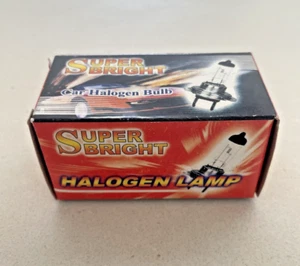 SUPER
BRIGHT
Car-Halogen Bulb
SUPER
BRIGHT
HALOGEN LAMP